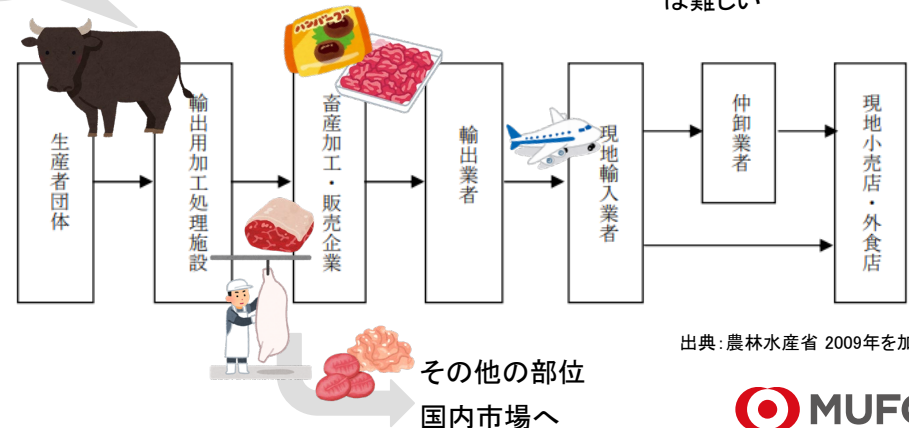 は難しい
ハンバーグ
生産者団体
輸出用加工処理施設
畜産加工・販売企業
輸出業者
現地輸入業者
仲卸業者
現地小売店・外食店
出典：農林水産省 2009年を加
その他の部位
国内市場へ
MUFG